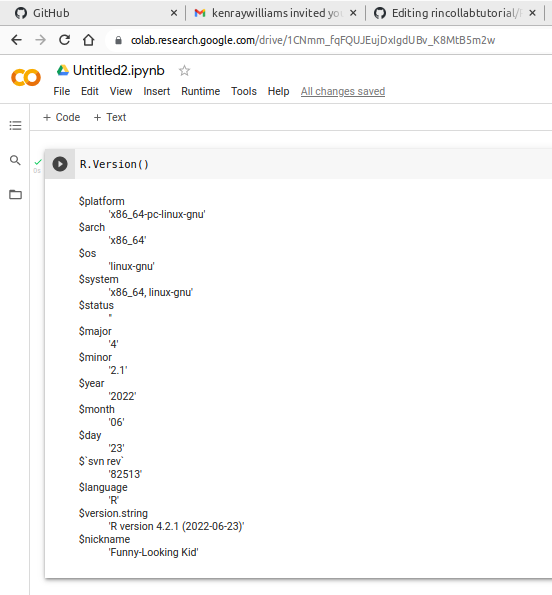 GitHub
kenraywilliams invited you
Editing rincollabtutorial/
colab.research.google.com/drive/1CNmm_fqFQUJEujDxIgdUBv_K8MtB5m2w
Untitled2.ipynb
File Edit View Insert Runtime Tools Help All changes saved
+ Code + Text
R.Version()
0s
$platform
'x86_64-pc-linux-gnu'
$arch
'x86_64'
$os
'linux-gnu'
$system
'x86_64, linux-gnu'
$status
''
$major
'4'
$minor
'2.1'
$year
'2022'
$month
'06'
$day
'23'
$`svn rev`
'82513'
$language
'R'
$version.string
'R version 4.2.1 (2022-06-23)'
$nickname
'Funny-Looking Kid'